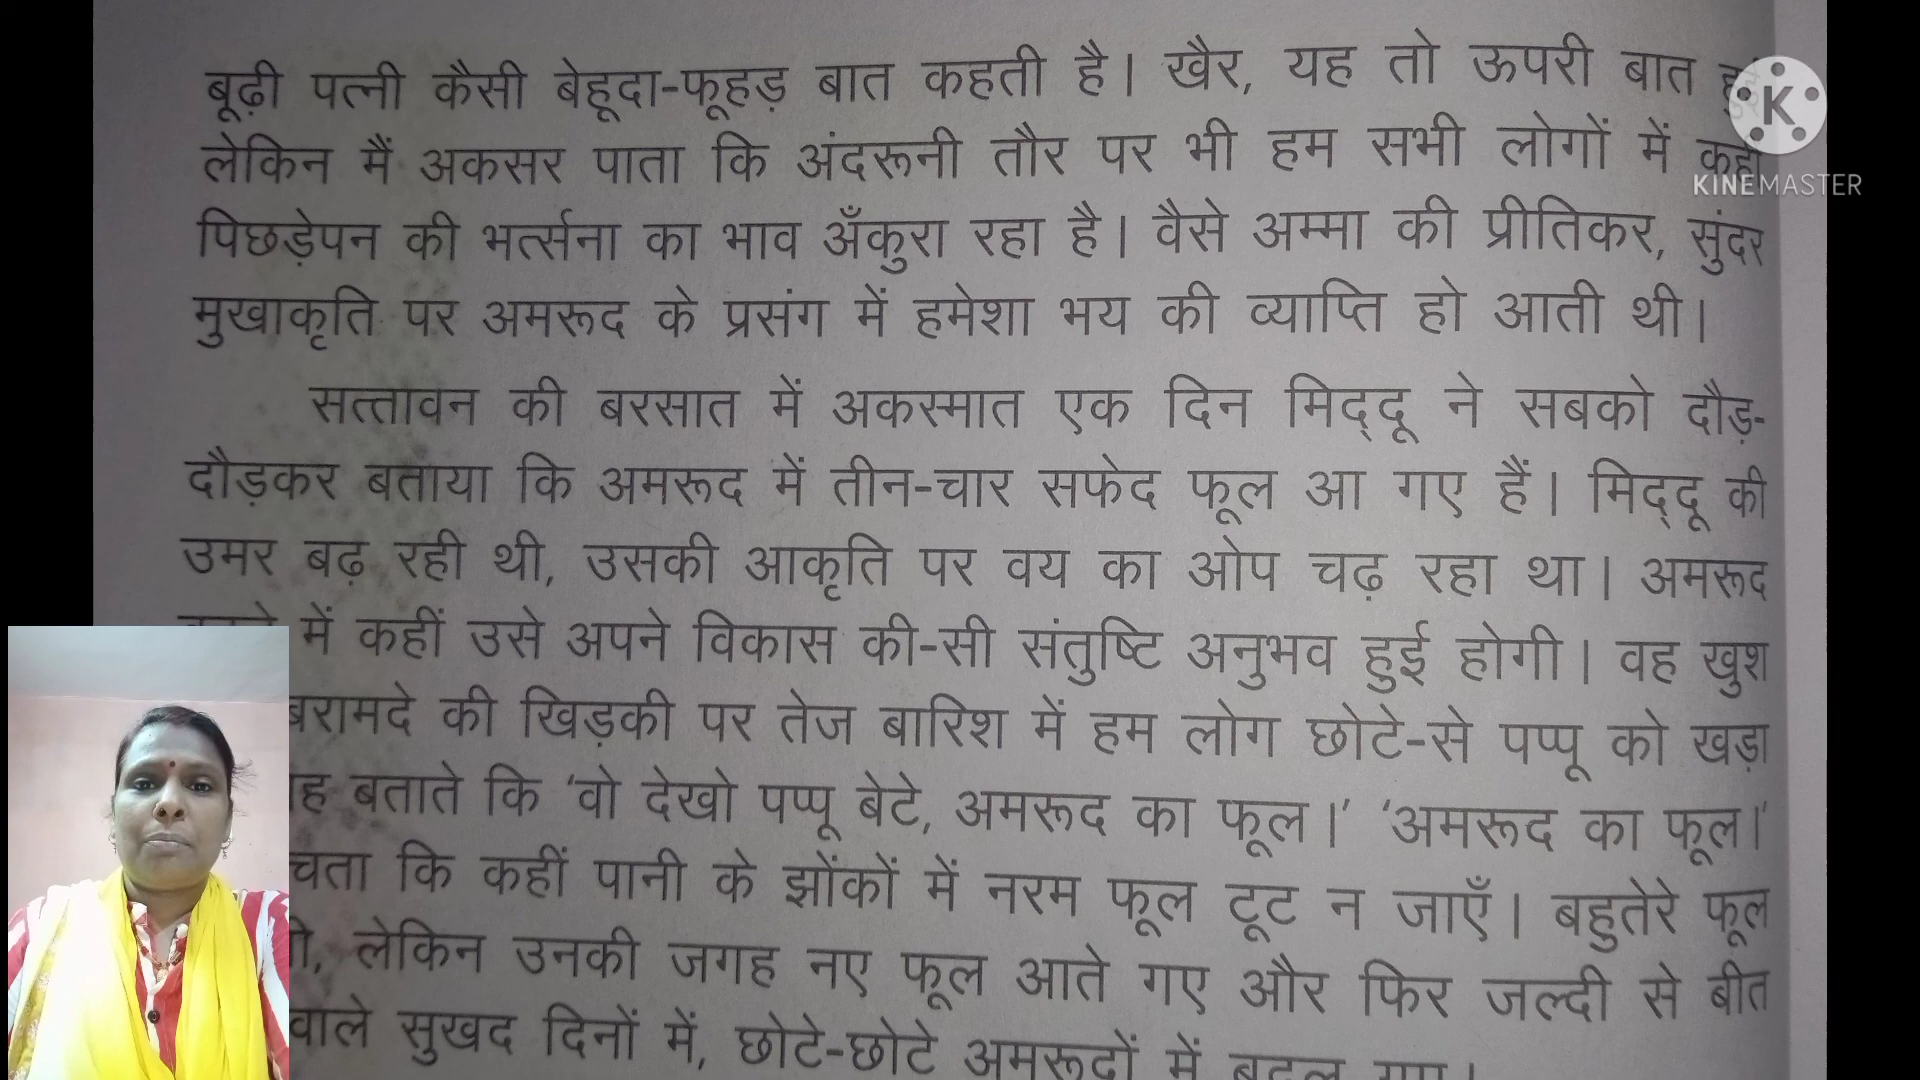 बूढ़ी पत्नी कैसी बेहूदा-फूहड़ बात कहती है। खैर, यह तो ऊपरी बात
लेकिन मैं अकसर पाता कि अंदरूनी तौर पर भी हम सभी लोगों में
पिछड़ेपन की भर्त्सना का भाव अँकुरा रहा है। वैसे अम्मा की प्रीतिकर, सुंदर
मुखाकृति पर अमरूद के प्रसंग में हमेशा भय की व्याप्ति हो आती थी।
सत्तावन की बरसात में अकस्मात एक दिन मिद्‌दू ने सबको दौड़-
दौड़कर बताया कि अमरूद में तीन-चार सफेद फूल आ गए हैं। मिद्‌दू की
उमर बढ़ रही थी, उसकी आकृति पर वय का ओप चढ़ रहा था। अमरूद
में कहीं उसे अपने विकास की-सी संतुष्टि अनुभव हुई होगी। वह खुश
बरामदे की खिड़की पर तेज बारिश में हम लोग छोटे-से पप्पू को खड़ा
बताते कि ‘वो देखो पप्पू बेटे, अमरूद का फूल।’ ‘अमरूद का फूल।’
कि कहीं पानी के झोंकों में नरम फूल टूट न जाएँ। बहुतेरे फूल
लेकिन उनकी जगह नए फूल आते गए और फिर जल्दी से बीत
वाले सुखद दिनों में, छोटे-छोटे अमरूदों में बदल गए।
K
KINEMASTER